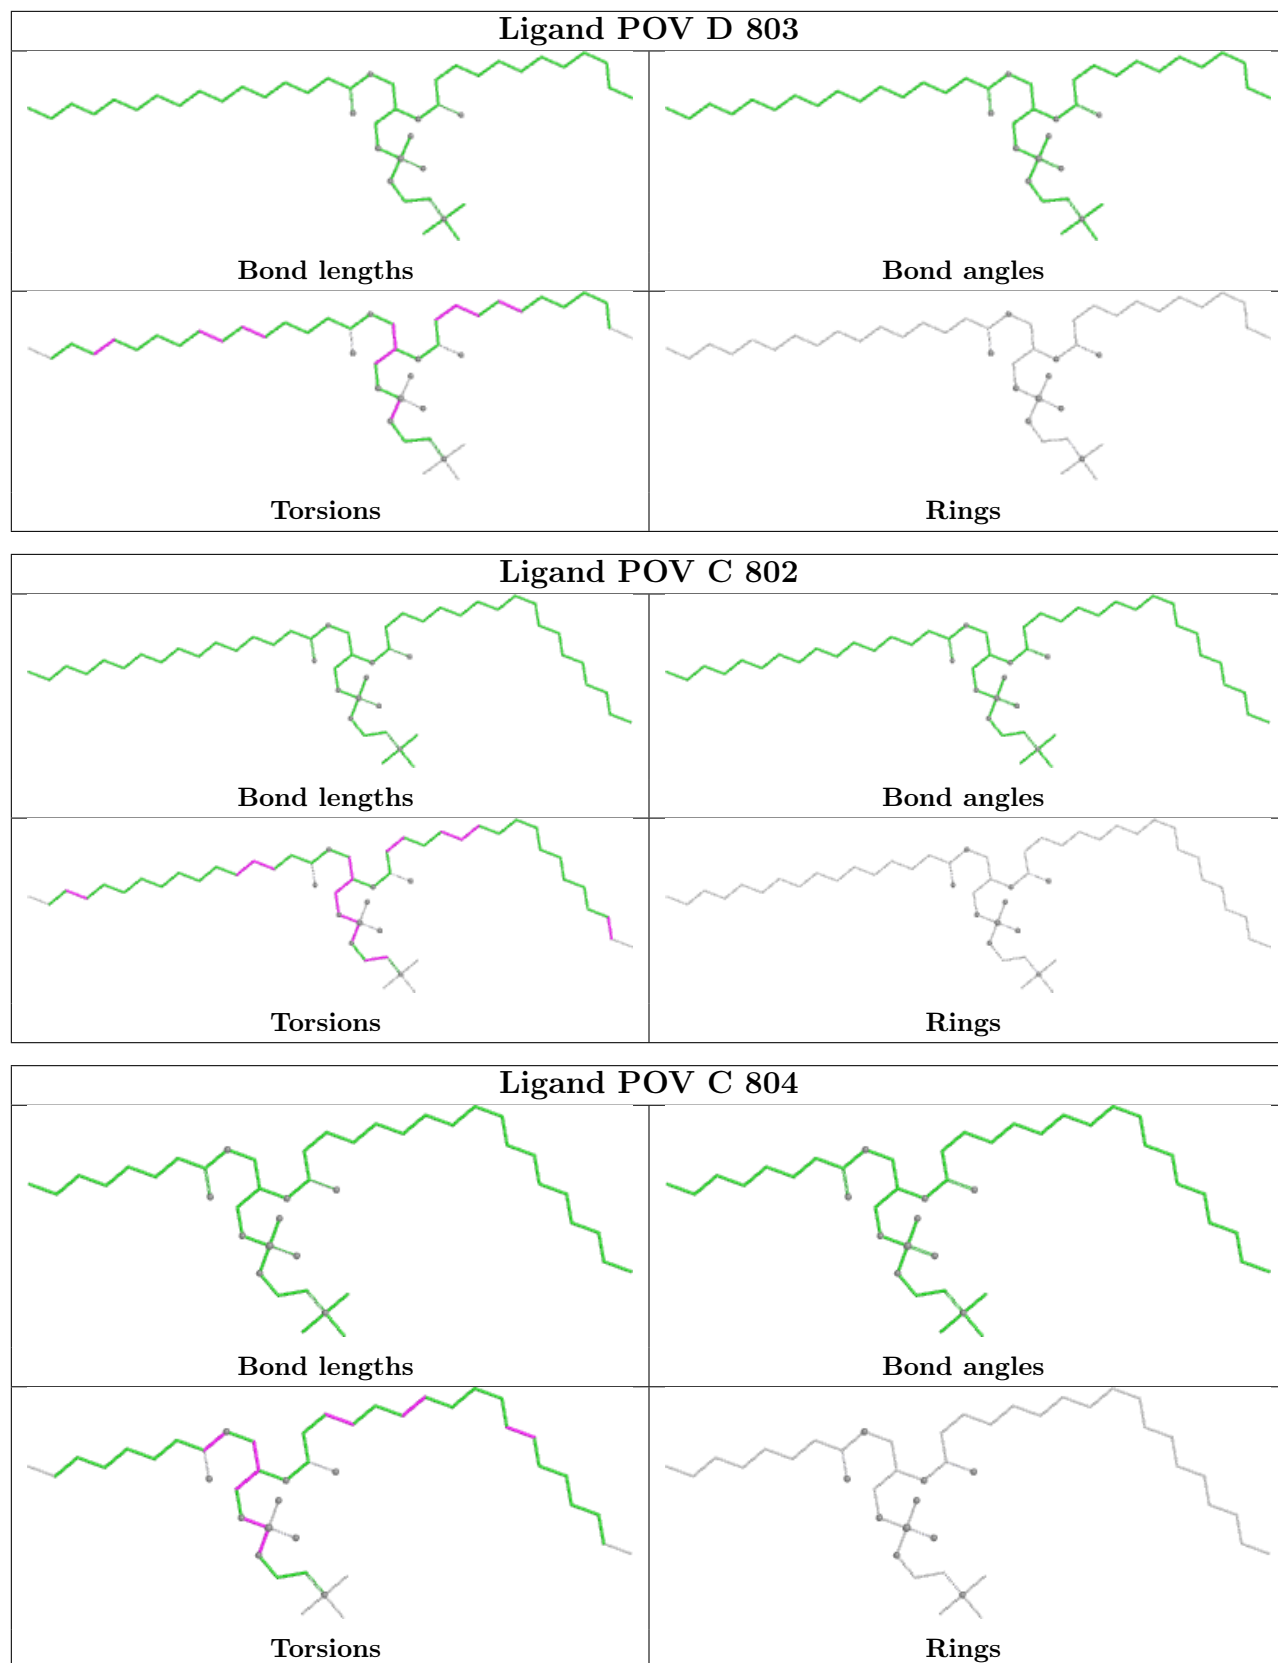 Ligand POV D 803
Bond lengths
Bond angles
Torsions
Rings
Ligand POV C 802
Bond lengths
Bond angles
Torsions
Rings
Ligand POV C 804
Bond lengths
Bond angles
Torsions
Rings